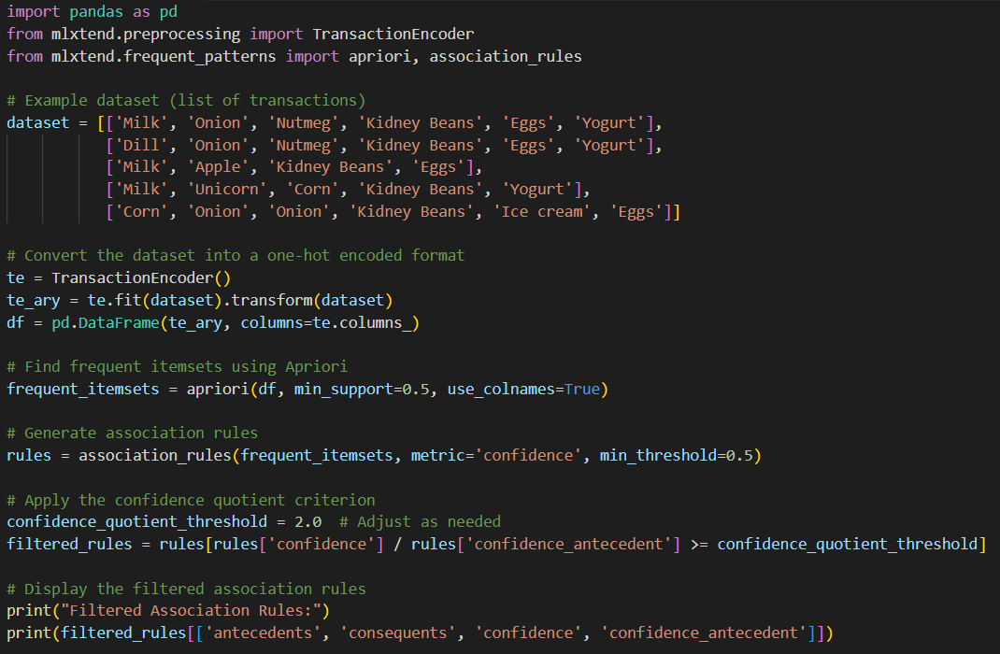 import pandas as pd
from mlxtend.preprocessing import TransactionEncoder
from mlxtend.frequent_patterns import apriori, association_rules

# Example dataset (list of transactions)
dataset = [['Milk', 'Onion', 'Nutmeg', 'Kidney Beans', 'Eggs', 'Yogurt'],
           ['Dill', 'Onion', 'Nutmeg', 'Kidney Beans', 'Eggs', 'Yogurt'],
           ['Milk', 'Apple', 'Kidney Beans', 'Eggs'],
           ['Milk', 'Unicorn', 'Corn', 'Kidney Beans', 'Yogurt'],
           ['Corn', 'Onion', 'Onion', 'Kidney Beans', 'Ice cream', 'Eggs']]

# Convert the dataset into a one-hot encoded format
te = TransactionEncoder()
te_ary = te.fit(dataset).transform(dataset)
df = pd.DataFrame(te_ary, columns=te.columns_)

# Find frequent itemsets using Apriori
frequent_itemsets = apriori(df, min_support=0.5, use_colnames=True)

# Generate association rules
rules = association_rules(frequent_itemsets, metric='confidence', min_threshold=0.5)

# Apply the confidence quotient criterion
confidence_quotient_threshold = 2.0  # Adjust as needed
filtered_rules = rules[rules['confidence'] / rules['confidence_antecedent'] >= confidence_quotient_threshold]

# Display the filtered association rules
print("Filtered Association Rules:")
print(filtered_rules[['antecedents', 'consequents', 'confidence', 'confidence_antecedent']])